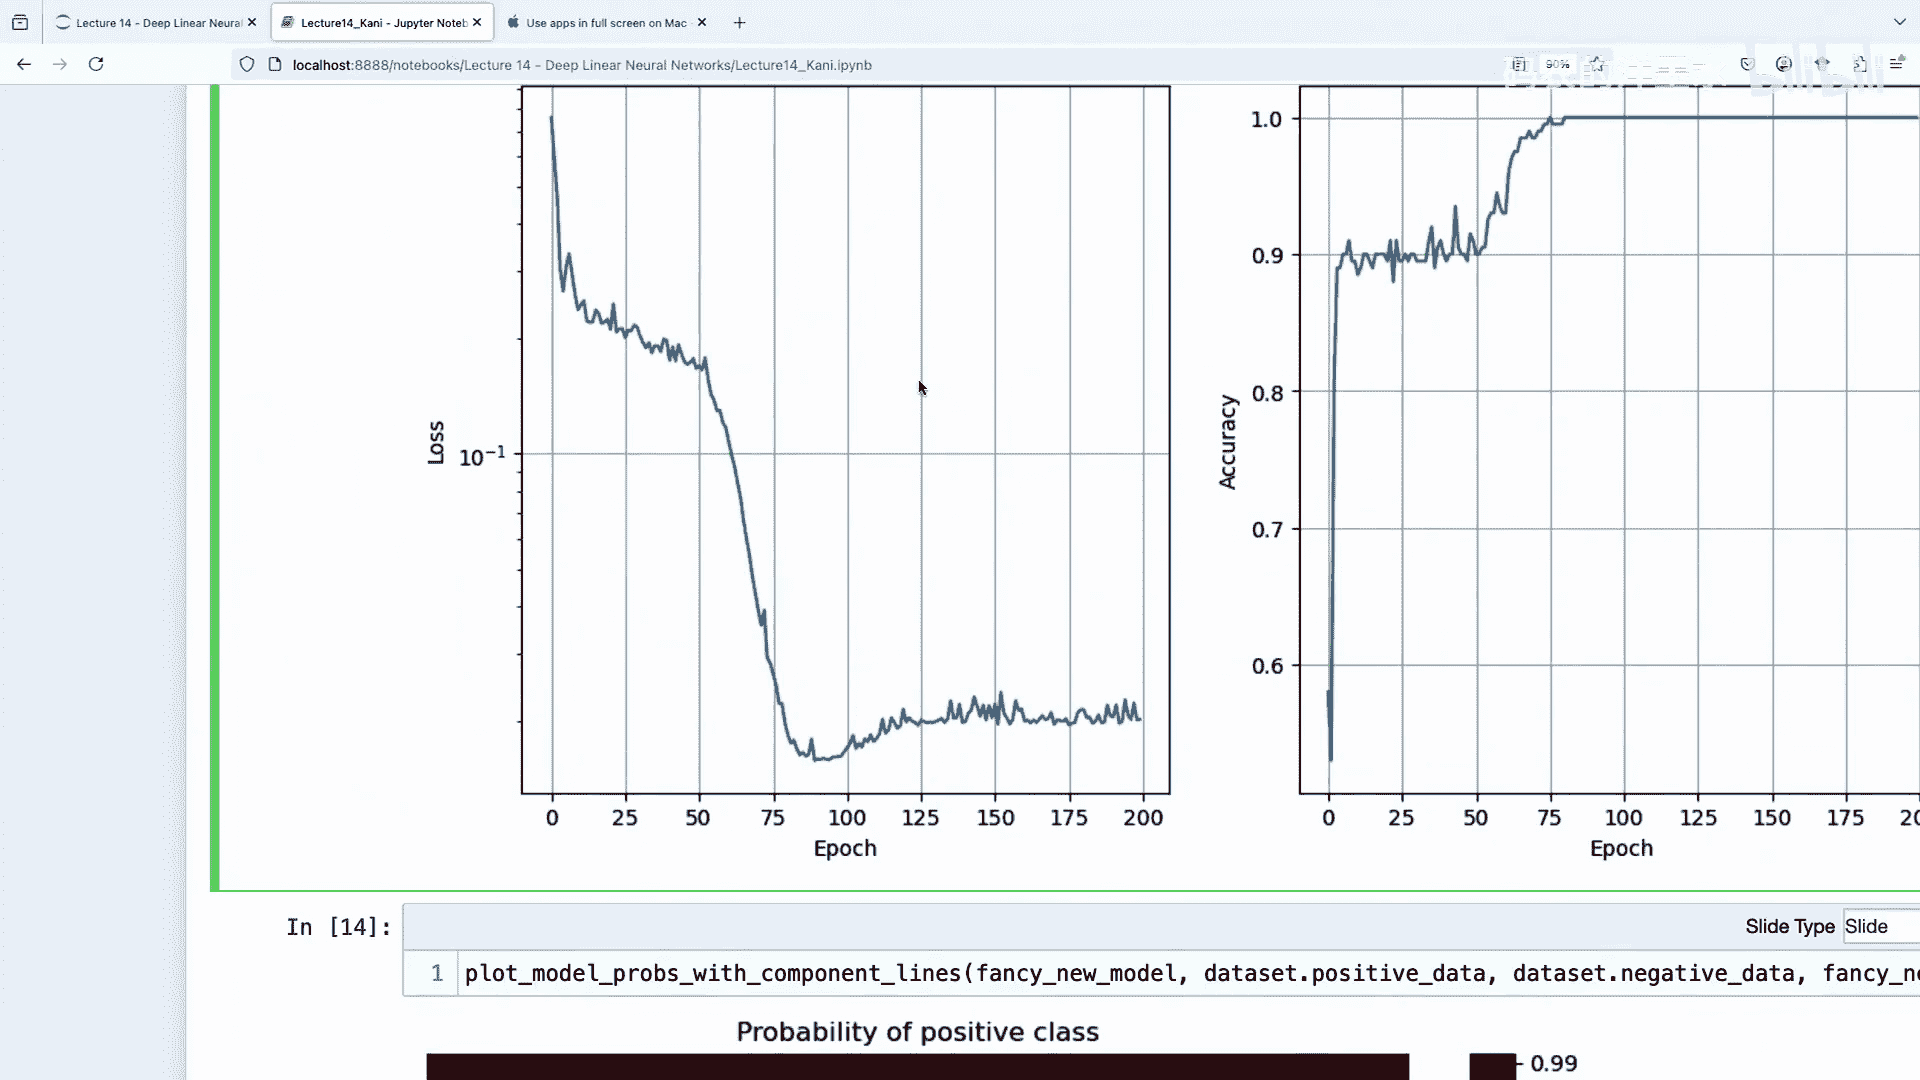 Lecture 14 - Deep Linear Neural
Lecture14_Kani - Jupyter Noteb
Use apps in full screen on Mac
localhost:8888/notebooks/Lecture 14 - Deep Linear Neural Networks/Lecture14_Kani.ipynb
90%
Loss
10⁻¹
0 25 50 75 100 125 150 175 200
Epoch
Accuracy
1.0
0.9
0.8
0.7
0.6
0 25 50 75 100 125 150 175 20
Epoch
In [14]:
Slide Type Slide
1 plot_model_probs_with_component_lines(fancy_new_model, dataset.positive_data, dataset.negative_data, fancy_n
Probability of positive class
0.99